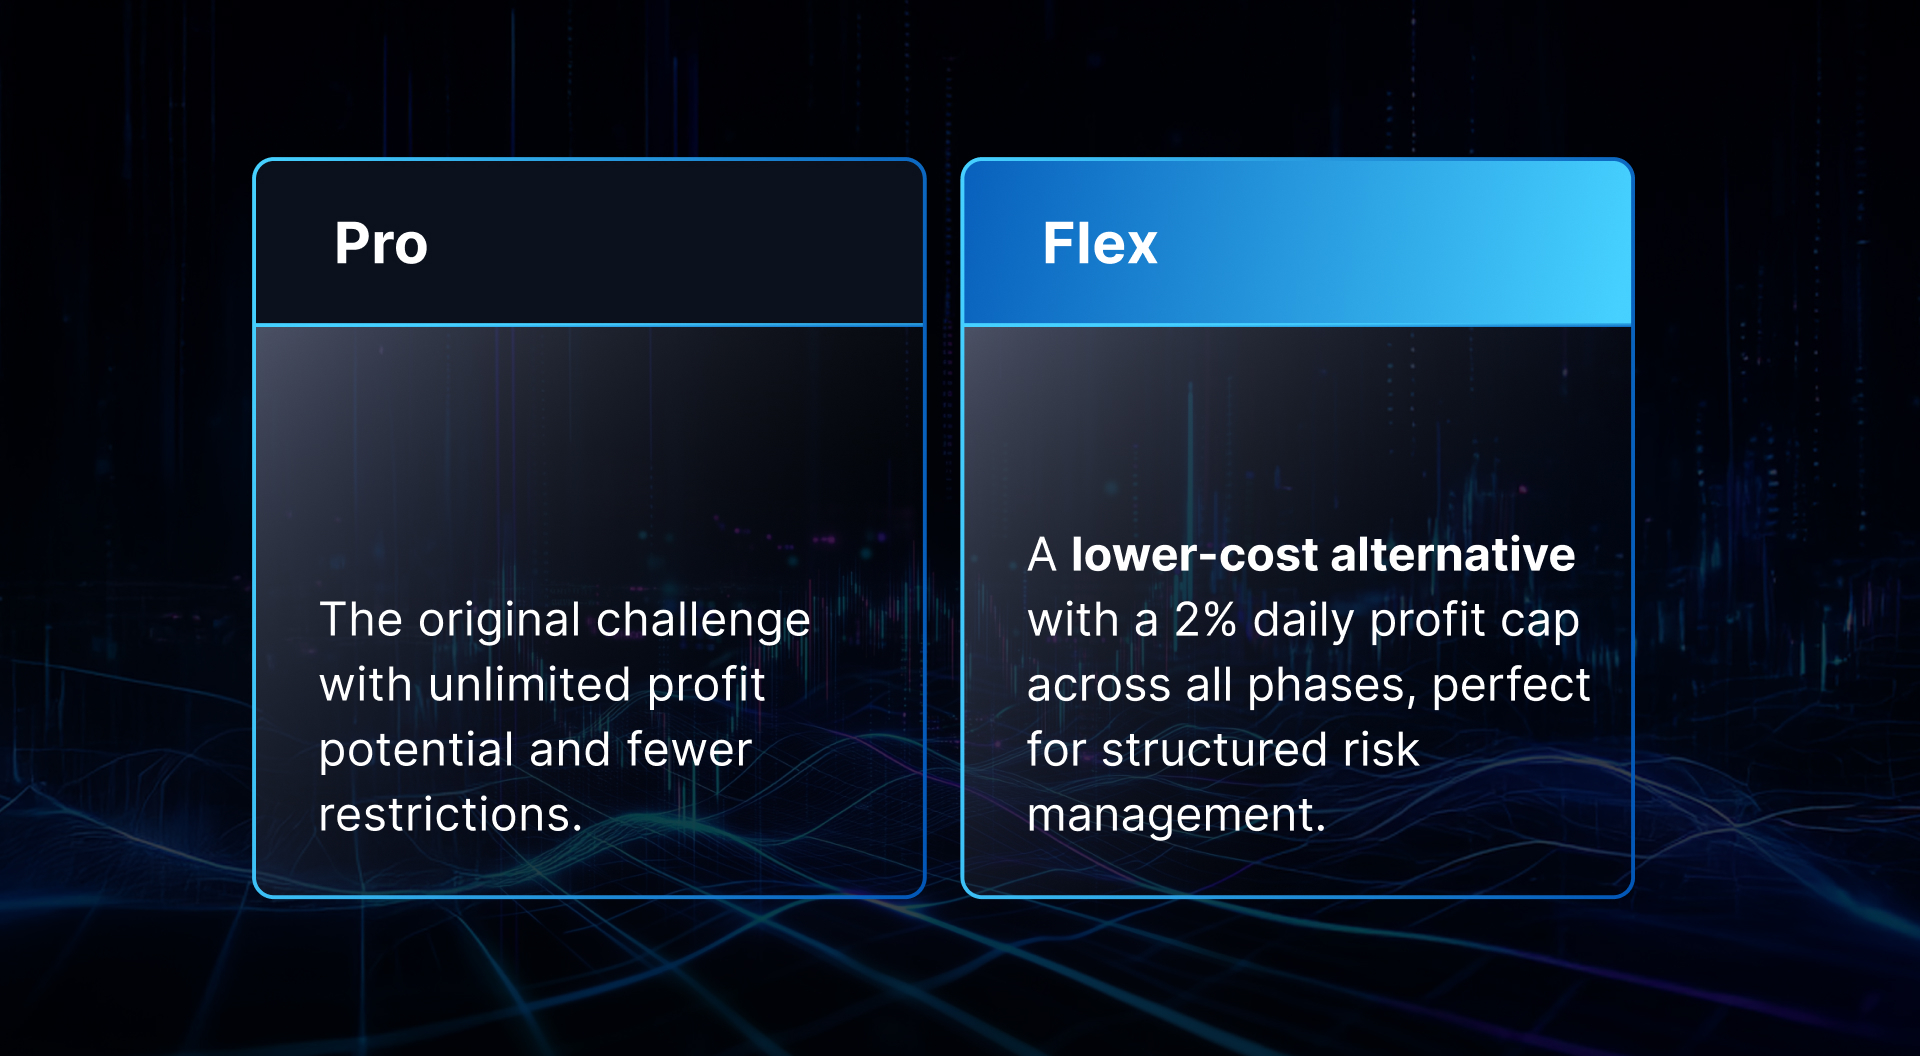 Pro
The original challenge
with unlimited profit
potential and fewer
restrictions.
Flex
A lower-cost alternative
with a 2% daily profit cap
across all phases, perfect
for structured risk
management.